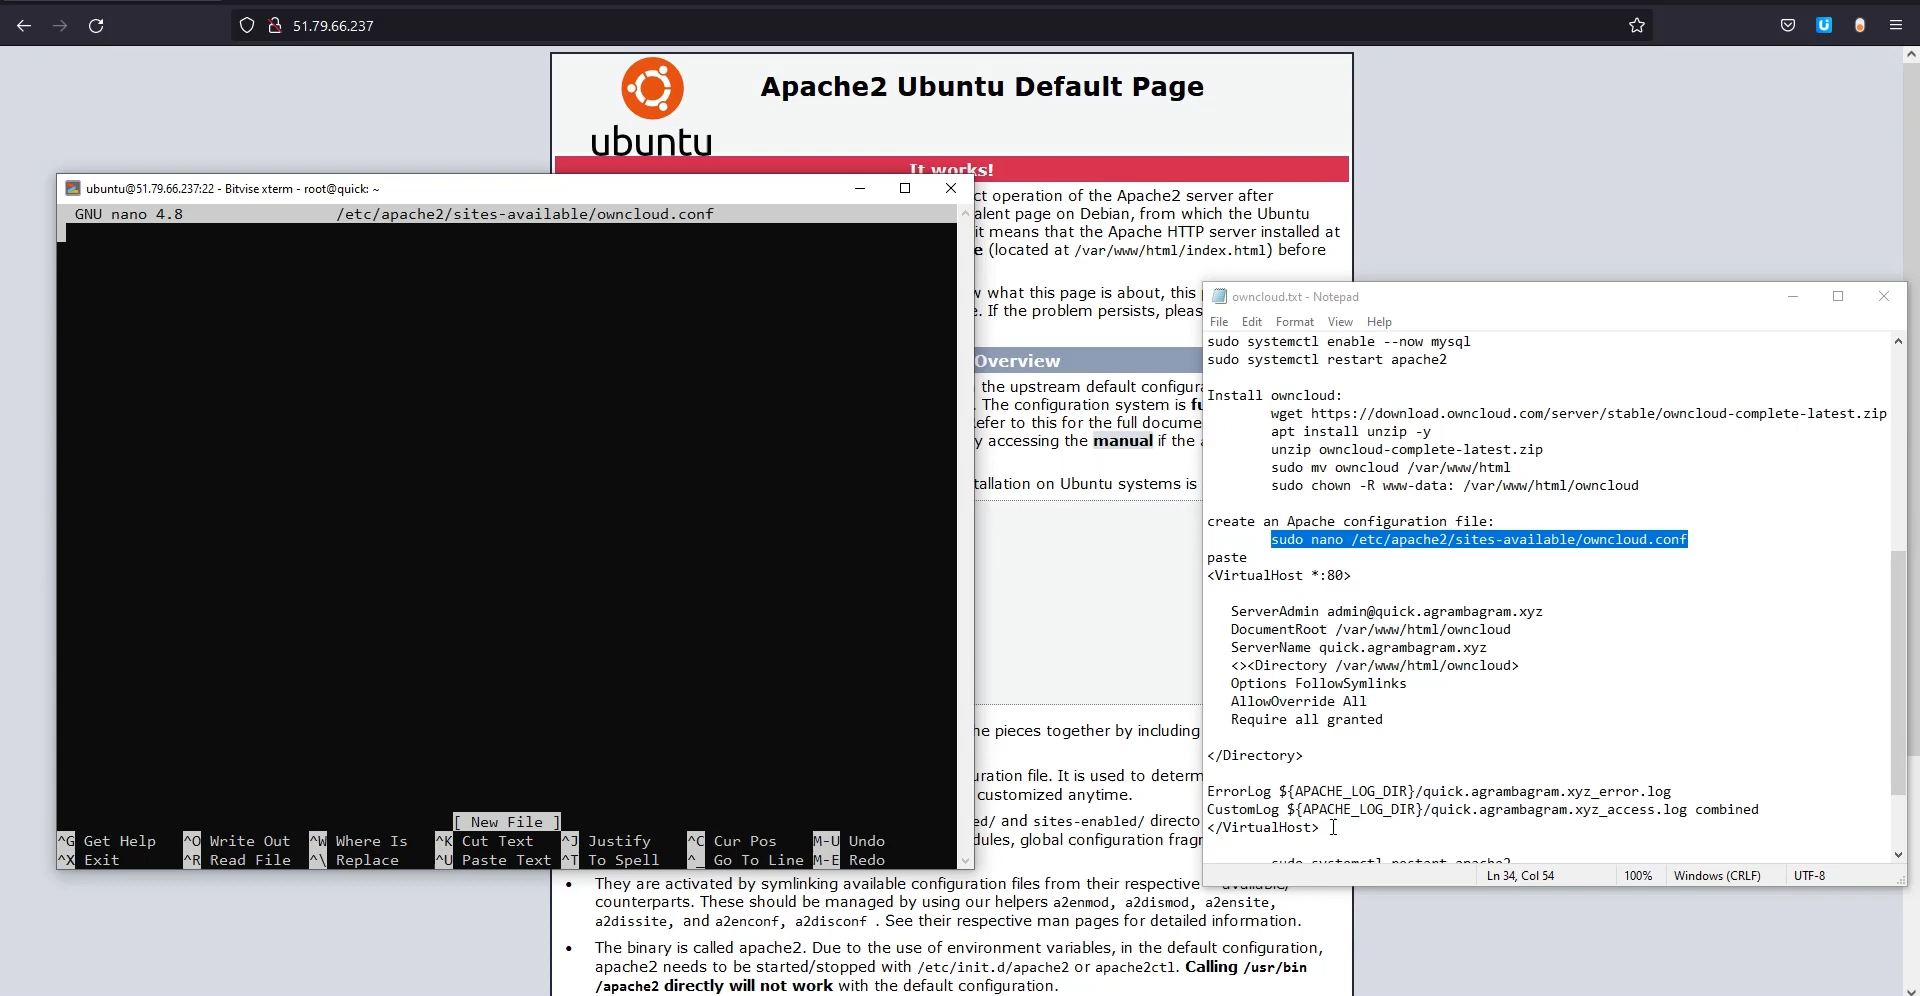 51.79.66.237
Apache2 Ubuntu Default Page
ubuntu
It works!
ubuntu@51.79.66.237:22 - Bitvise xterm - root@quick: ~
GNU nano 4.8 /etc/apache2/sites-available/owncloud.conf
[ New File ]
^G Get Help ^O Write Out ^W Where Is ^K Cut Text ^J Justify ^C Cur Pos M-U Undo
^X Exit ^R Read File ^\ Replace ^U Paste Text ^T To Spell ^_ Go To Line M-E Redo
ct operation of the Apache2 server after
alent page on Debian, from which the Ubuntu
it means that the Apache HTTP server installed at
e (located at /var/www/html/index.html) before
w what this page is about, this
e. If the problem persists, pleas
Overview
the upstream default configura
. The configuration system is fu
efer to this for the full docume
y accessing the manual if the
tallation on Ubuntu systems is
he pieces together by including
uration file. It is used to determ
customized anytime.
ed/ and sites-enabled/ directo
dules, global configuration fragr
• They are activated by symlinking available configuration files from their respective
counterparts. These should be managed by using our helpers a2enmod, a2dismod, a2ensite,
a2dissite, and a2enconf, a2disconf . See their respective man pages for detailed information.
• The binary is called apache2. Due to the use of environment variables, in the default configuration,
apache2 needs to be started/stopped with /etc/init.d/apache2 or apache2ctl. Calling /usr/bin
/apache2 directly will not work with the default configuration.
owncloud.txt - Notepad
File Edit Format View Help
sudo systemctl enable --now mysql
sudo systemctl restart apache2
Install owncloud:
wget https://download.owncloud.com/server/stable/owncloud-complete-latest.zip
apt install unzip -y
unzip owncloud-complete-latest.zip
sudo mv owncloud /var/www/html
sudo chown -R www-data: /var/www/html/owncloud
create an Apache configuration file:
sudo nano /etc/apache2/sites-available/owncloud.conf
paste
<VirtualHost *:80>
ServerAdmin admin@quick.agrambagram.xyz
DocumentRoot /var/www/html/owncloud
ServerName quick.agrambagram.xyz
<><Directory /var/www/html/owncloud>
Options FollowSymlinks
AllowOverride All
Require all granted
</Directory>
ErrorLog ${APACHE_LOG_DIR}/quick.agrambagram.xyz_error.log
CustomLog ${APACHE_LOG_DIR}/quick.agrambagram.xyz_access.log combined
</VirtualHost>
sudo systemctl restart apache2
Ln 34, Col 54 100% Windows (CRLF) UTF-8